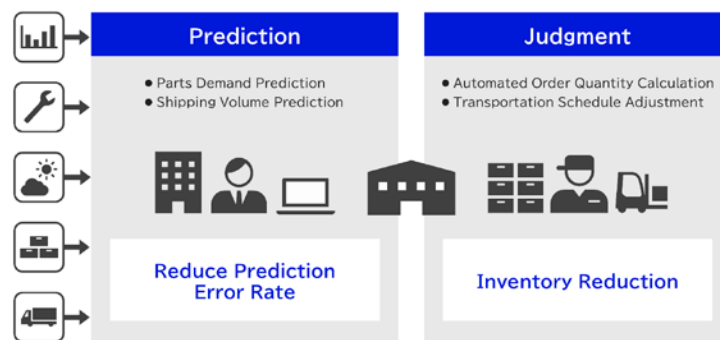 Prediction
● Parts Demand Prediction
● Shipping Volume Prediction
Reduce Prediction
Error Rate
Judgment
● Automated Order Quantity Calculation
● Transportation Schedule Adjustment
Inventory Reduction